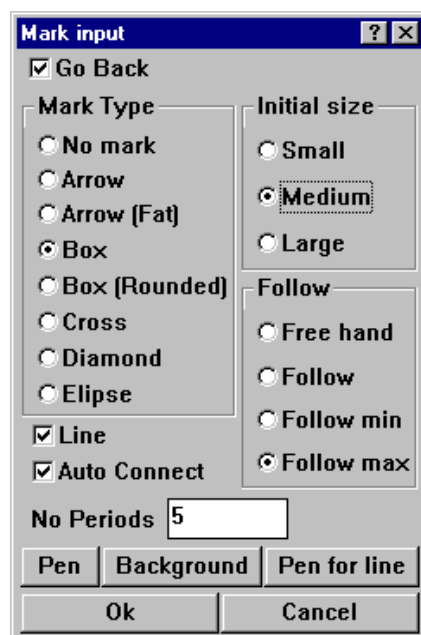 Mark input
Go Back
Mark Type
No mark
Arrow
Arrow (Fat)
Box
Box (Rounded)
Cross
Diamond
Elipse
Initial size
Small
Medium
Large
Follow
Free hand
Follow
Follow min
Follow max
Line
Auto Connect
No Periods 5
Pen Background Pen for line
Ok Cancel